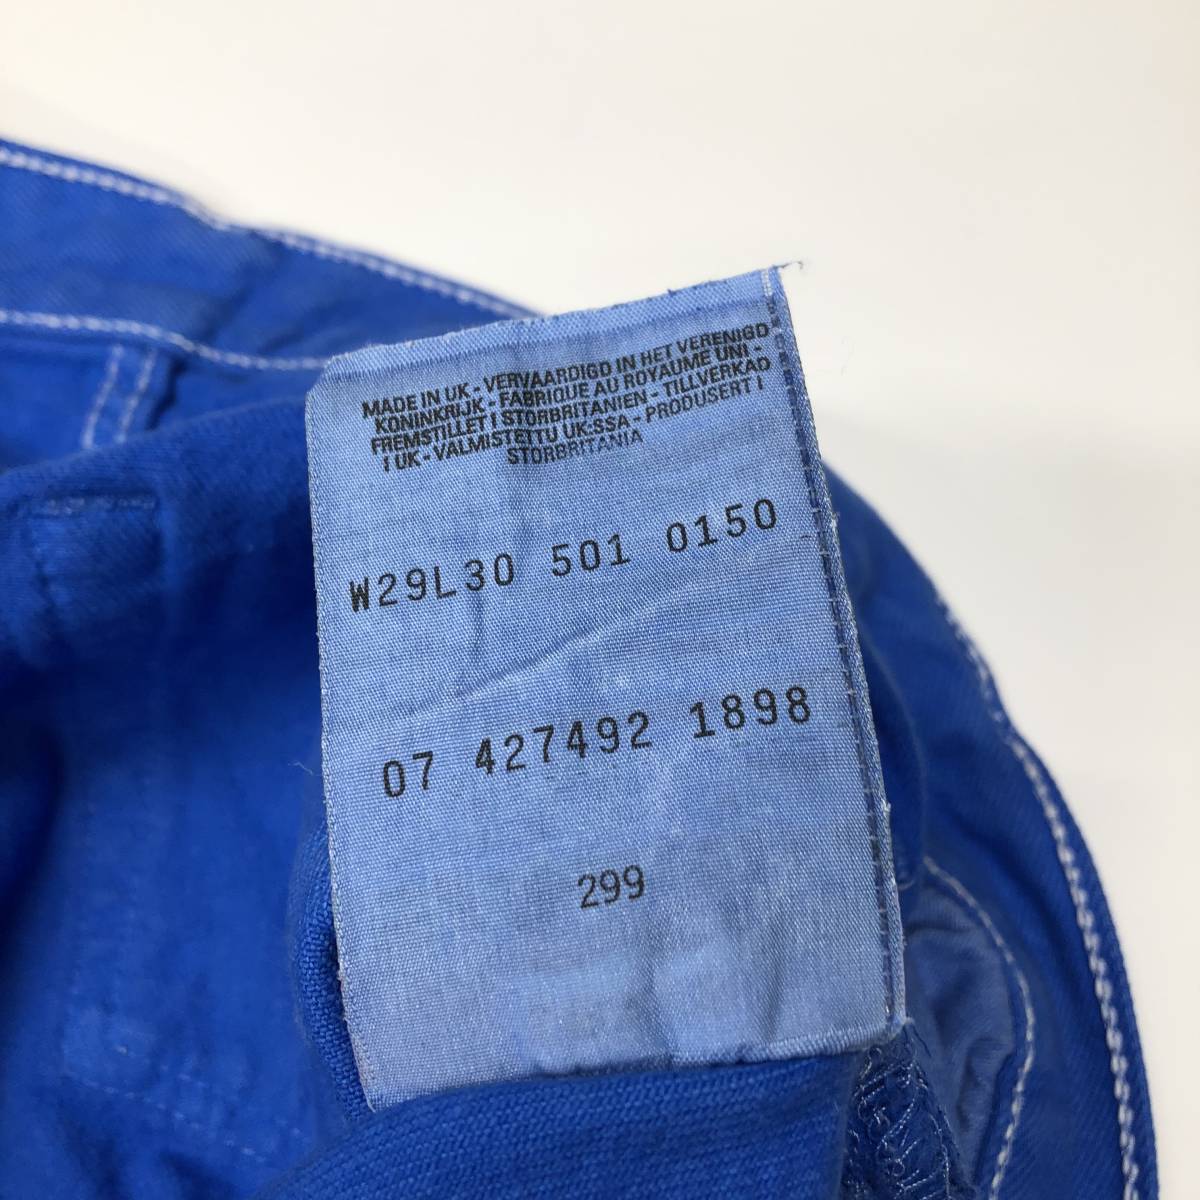 MADE IN UK - VERVAARDIGD IN HET VERENIGD
KONINKRIJK - FABRIQUE AU ROYAUME UNI -
FREMSTILLET I STORBRITANIEN - TILLVERKAD
I UK - VALMISTETTU UK:SSA - PRODUSERT I
STORBRITANIA
W29L30 501 0150
07 427492 1898
299